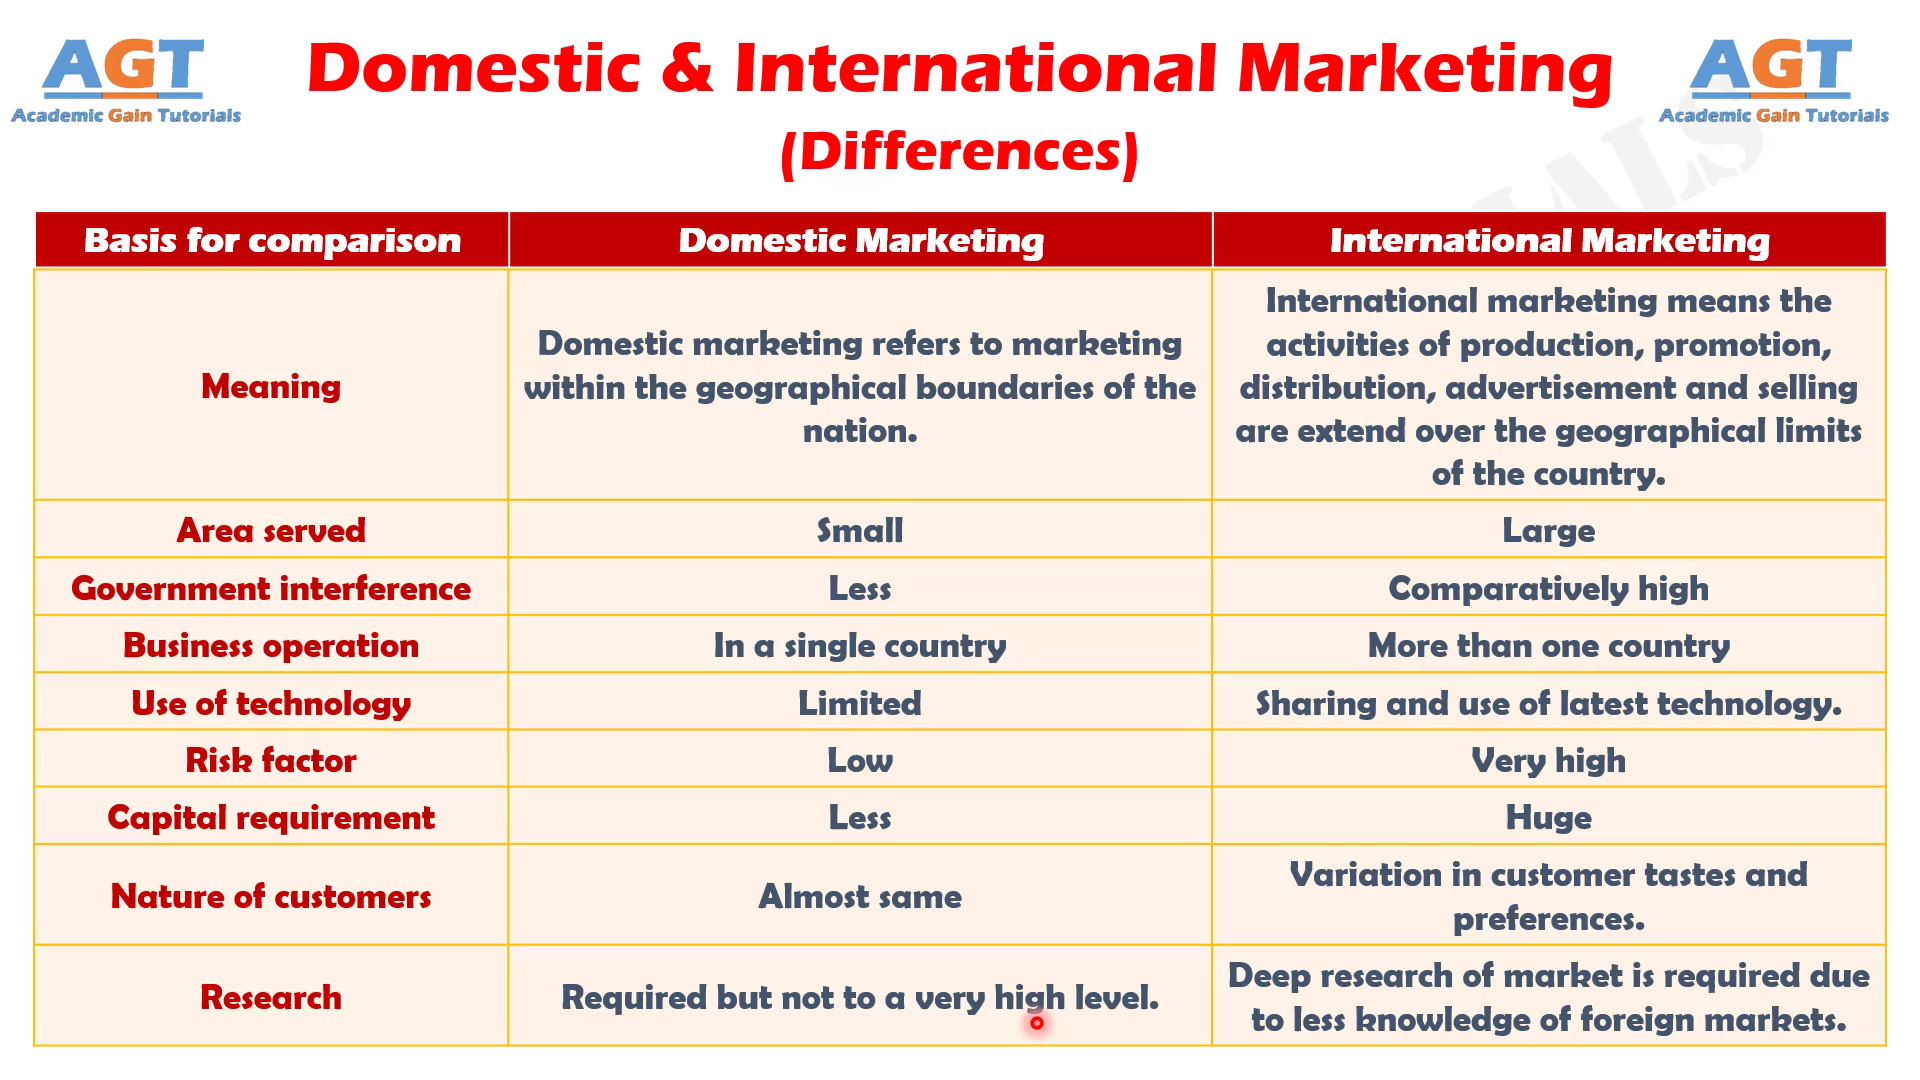 AGT
Academic Gain Tutorials
Domestic & International Marketing
(Differences)
AGT
Academic Gain Tutorials
IALS
Basis for comparison
Domestic Marketing
International Marketing
Meaning
Domestic marketing refers to marketing
within the geographical boundaries of the
nation.
International marketing means the
activities of production, promotion,
distribution, advertisement and selling
are extend over the geographical limits
of the country.
Area served
Small
Large
Government interference
Less
Comparatively high
Business operation
In a single country
More than one country
Use of technology
Limited
Sharing and use of latest technology.
Risk factor
Low
Very high
Capital requirement
Less
Huge
Nature of customers
Almost same
Variation in customer tastes and
preferences.
Research
Required but not to a very high level.
Deep research of market is required due
to less knowledge of foreign markets.